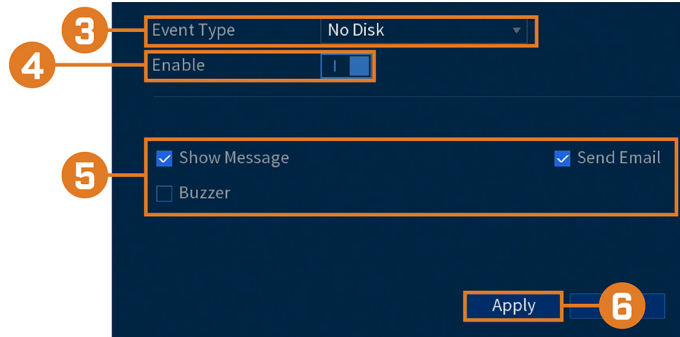 3 Event Type No Disk
4 Enable I
5 Show Message Send Email
Buzzer
Apply 6